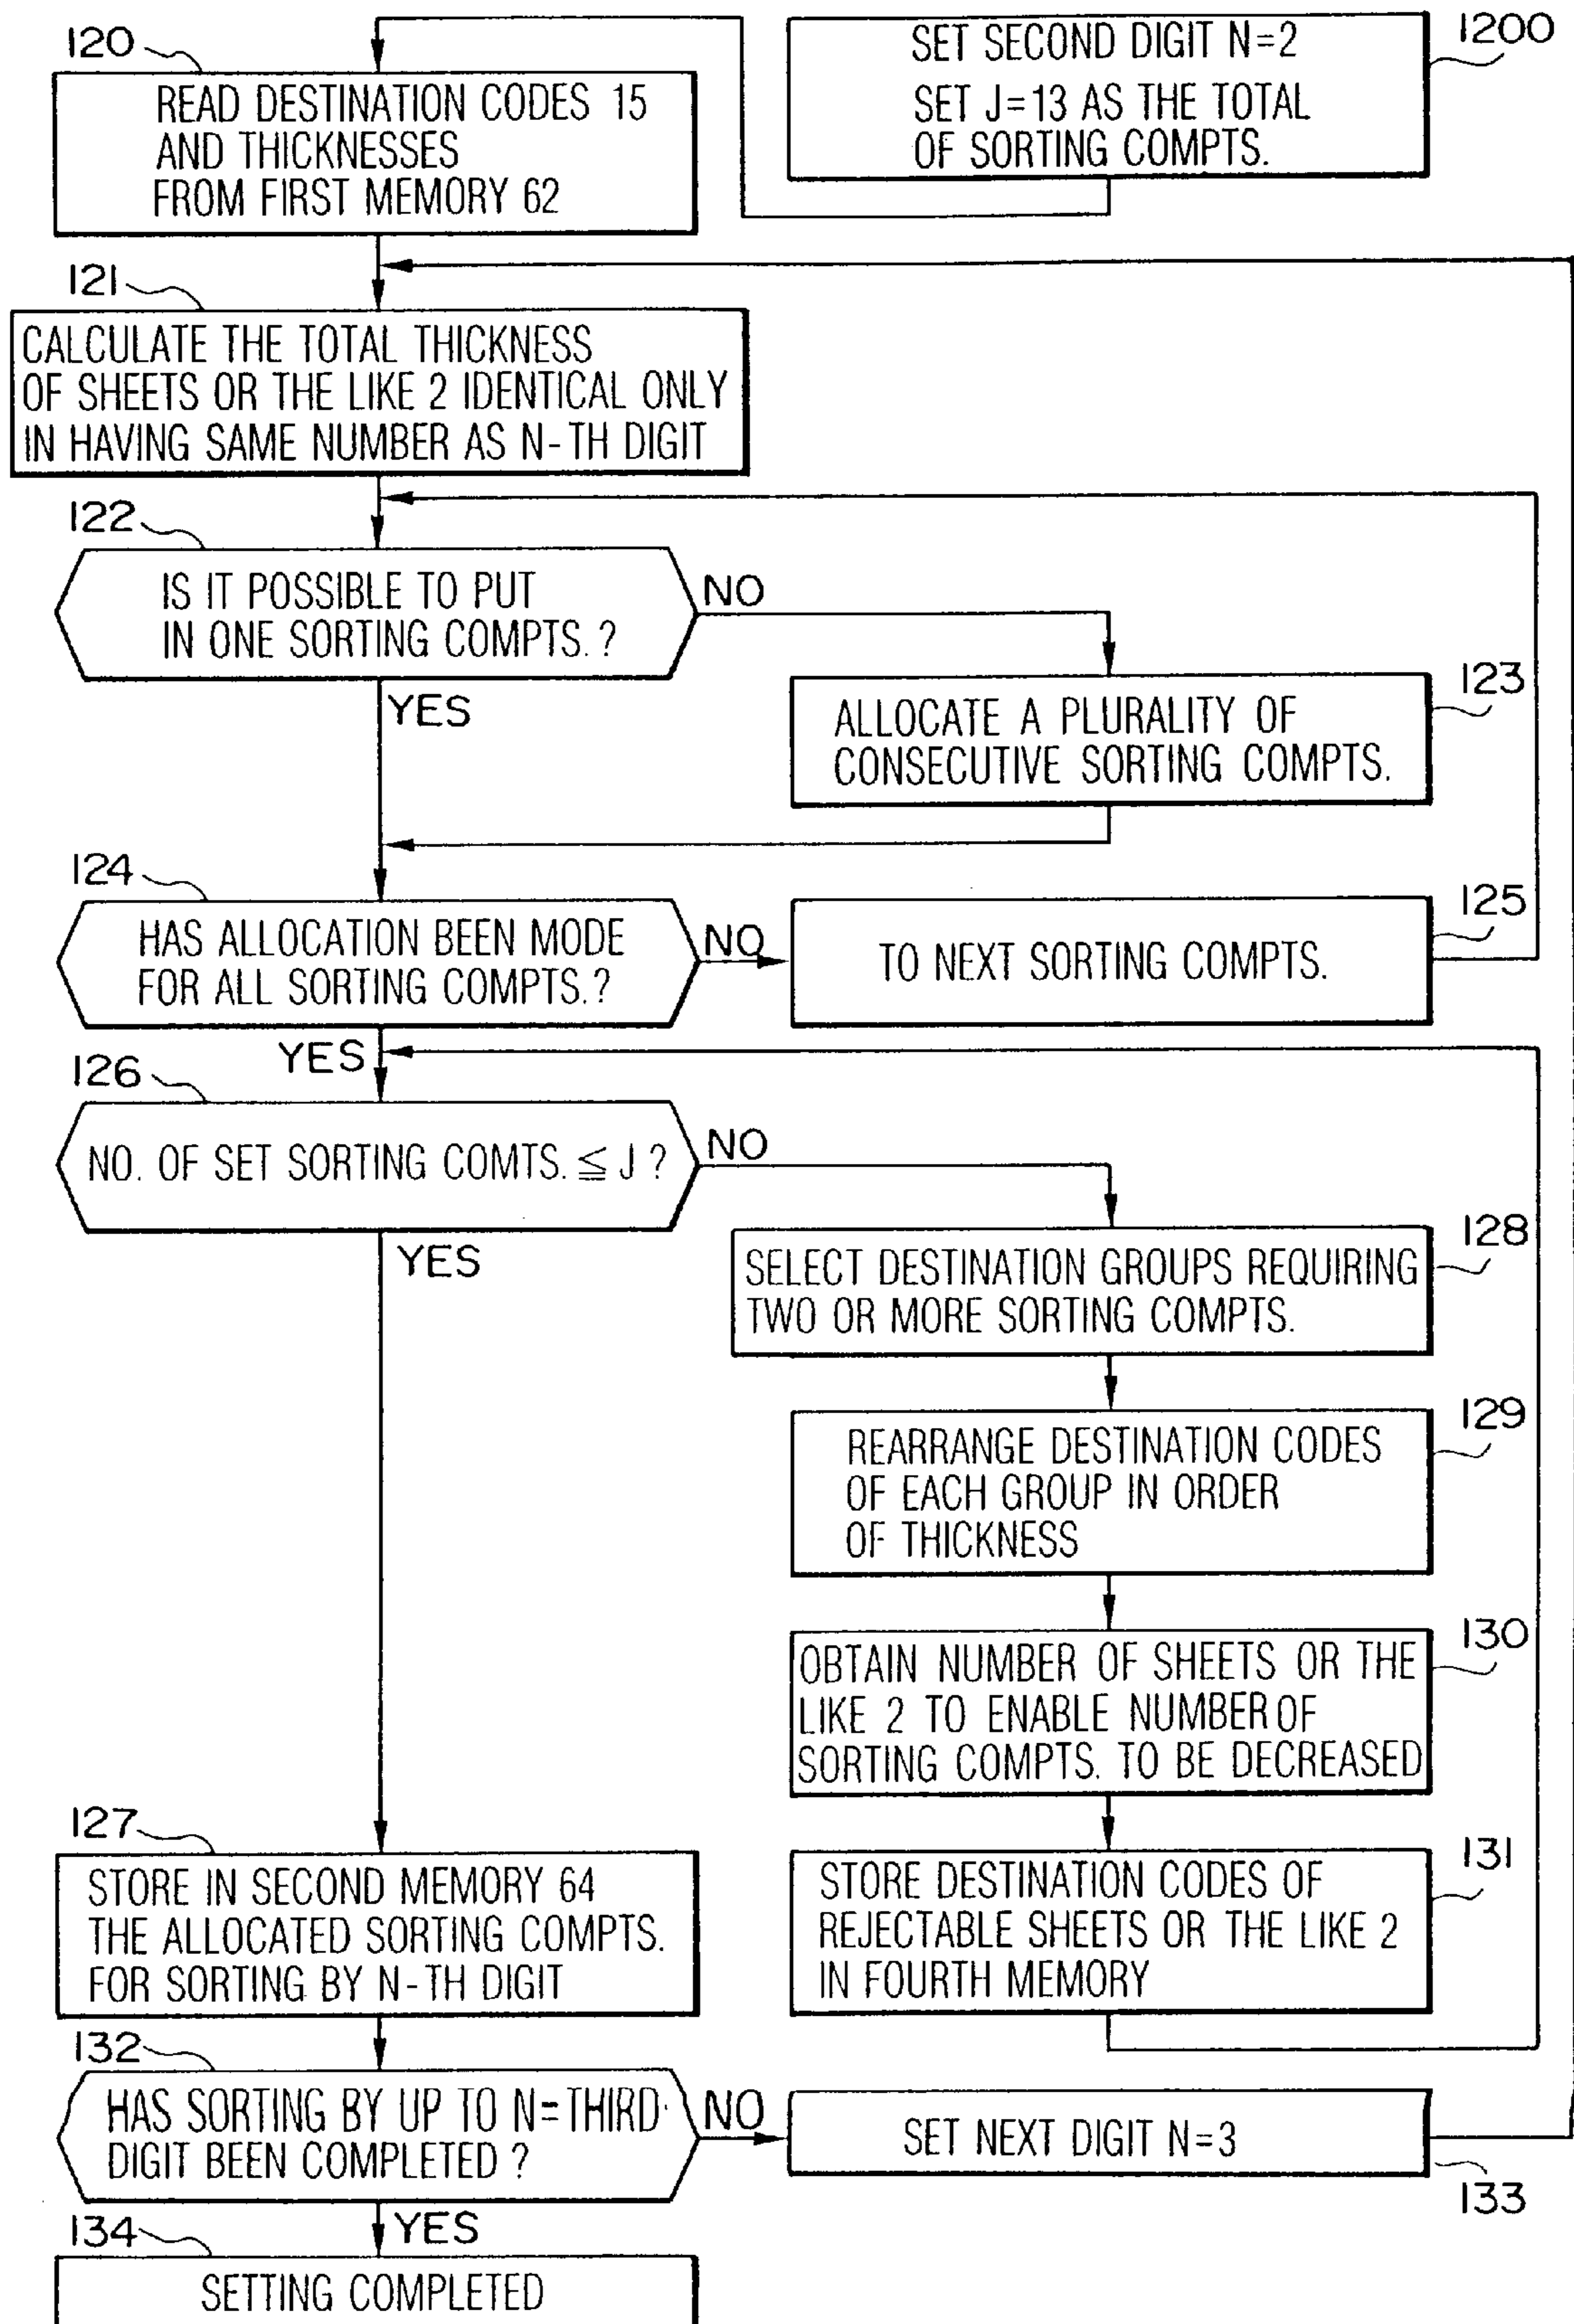 1200
SET SECOND DIGIT N=2
SET J=13 AS THE TOTAL
OF SORTING COMPTS.
120
READ DESTINATION CODES 15
AND THICKNESSES
FROM FIRST MEMORY 62
121
CALCULATE THE TOTAL THICKNESS
OF SHEETS OR THE LIKE 2 IDENTICAL ONLY
IN HAVING SAME NUMBER AS N-TH DIGIT
122
IS IT POSSIBLE TO PUT
IN ONE SORTING COMPTS.?
NO
YES
123
ALLOCATE A PLURALITY OF
CONSECUTIVE SORTING COMPTS.
124
HAS ALLOCATION BEEN MODE
FOR ALL SORTING COMPTS.?
NO
YES
125
TO NEXT SORTING COMPTS.
126
NO. OF SET SORTING COMTS. ≦ J ?
NO
YES
128
SELECT DESTINATION GROUPS REQUIRING
TWO OR MORE SORTING COMPTS.
129
REARRANGE DESTINATION CODES
OF EACH GROUP IN ORDER
OF THICKNESS
130
OBTAIN NUMBER OF SHEETS OR THE
LIKE 2 TO ENABLE NUMBER OF
SORTING COMPTS. TO BE DECREASED
131
STORE DESTINATION CODES OF
REJECTABLE SHEETS OR THE LIKE 2
IN FOURTH MEMORY
127
STORE IN SECOND MEMORY 64
THE ALLOCATED SORTING COMPTS.
FOR SORTING BY N-TH DIGIT
132
HAS SORTING BY UP TO N=THIRD
DIGIT BEEN COMPLETED ?
NO
YES
SET NEXT DIGIT N=3
133
134
SETTING COMPLETED